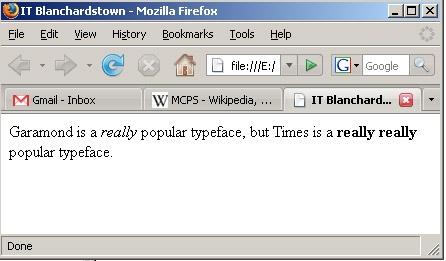 IT Blanchardstown - Mozilla Firefox
File Edit View History Bookmarks Tools Help
file:///E:/ G Google
Gmail - Inbox W MCPS - Wikipedia, ... IT Blanchard...
Garamond is a really popular typeface, but Times is a really really
popular typeface.
Done